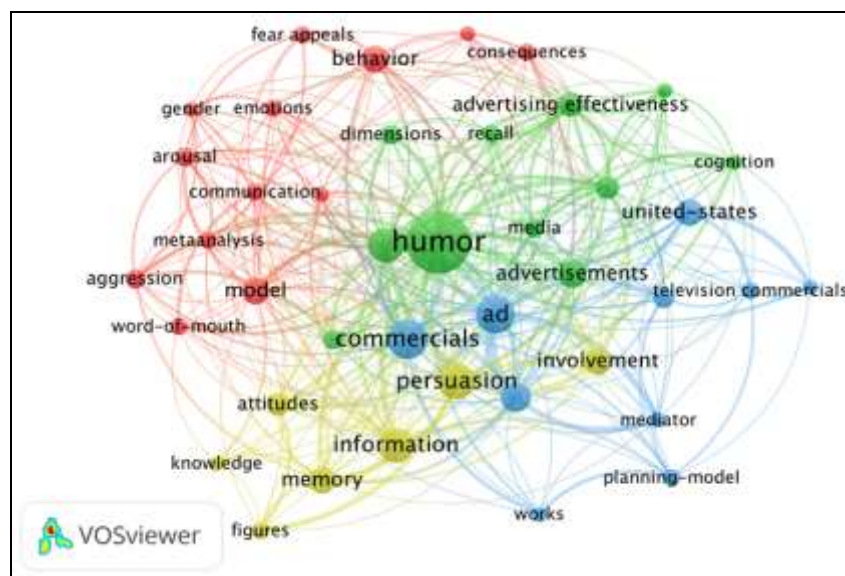 fear appeals
behavior
consequences
gender
emotions
advertising effectiveness
dimensions
recall
arousal
cognition
communication
united-states
metaanalysis
humor
media
aggression
model
advertisements
television commercials
word-of-mouth
ad
commercials
involvement
persuasion
attitudes
mediator
information
knowledge
memory
planning-model
figures
works
VOSviewer